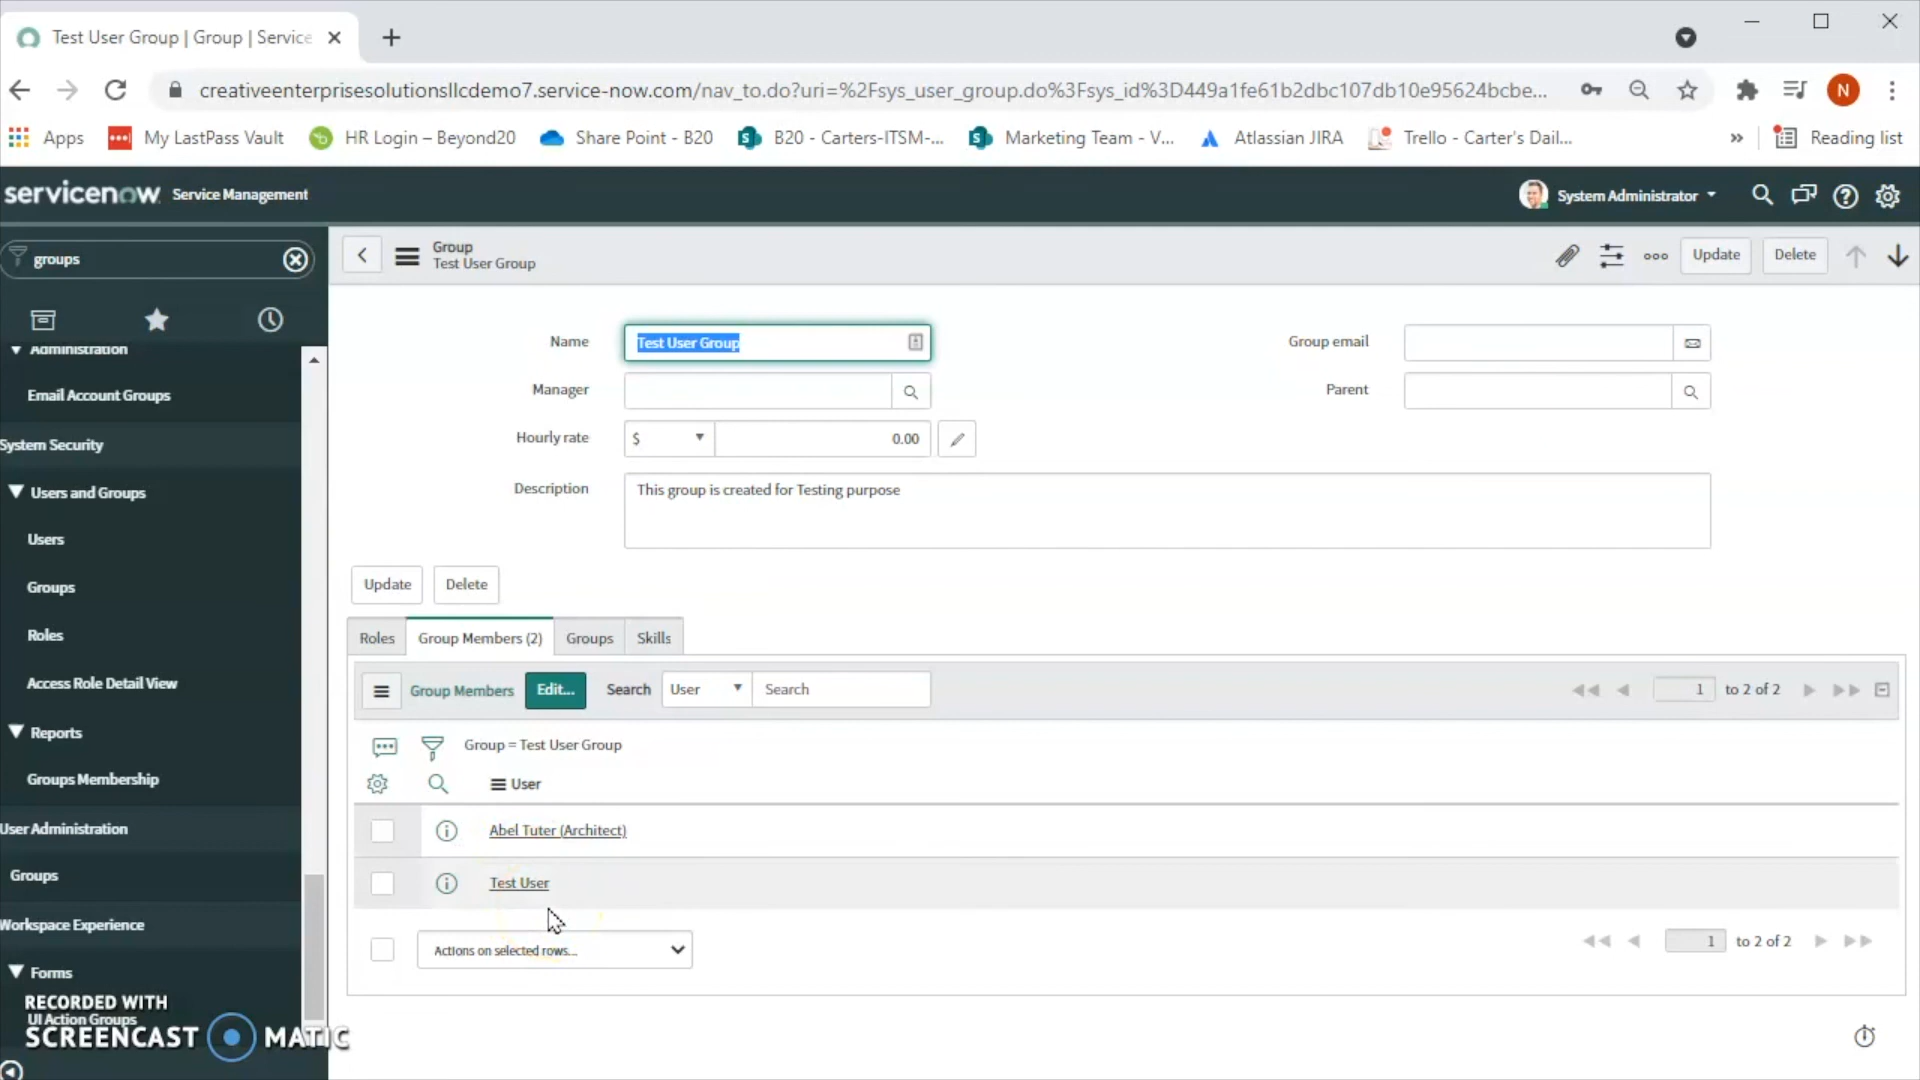 Test User Group | Group | Service
creativeenterprisesolutionsllcdemo7.service-now.com/nav_to.do?uri=%2Fsys_user_group.do%3Fsys_id%3D449a1fe61b2dbc107db10e95624bcbe...
N
Apps
My LastPass Vault
HR Login – Beyond20
Share Point - B20
B20 - Carters-ITSM-...
Marketing Team - V...
Atlassian JIRA
Trello - Carter's Dail...
»
Reading list
servicenow Service Management
System Administrator
groups
Administration
Email Account Groups
System Security
Users and Groups
Users
Groups
Roles
Access Role Detail View
Reports
Groups Membership
User Administration
Groups
Workspace Experience
Forms
UI Action Groups
RECORDED WITH
SCREENCAST MATIC
Group
Test User Group
Update
Delete
Name
Test User Group
Group email
Manager
Parent
Hourly rate
$
0.00
Description
This group is created for Testing purpose
Update
Delete
Roles
Group Members (2)
Groups
Skills
Group Members
Edit...
Search
User
Search
1 to 2 of 2
Group = Test User Group
User
Abel Tuter (Architect)
Test User
Actions on selected rows...
1 to 2 of 2